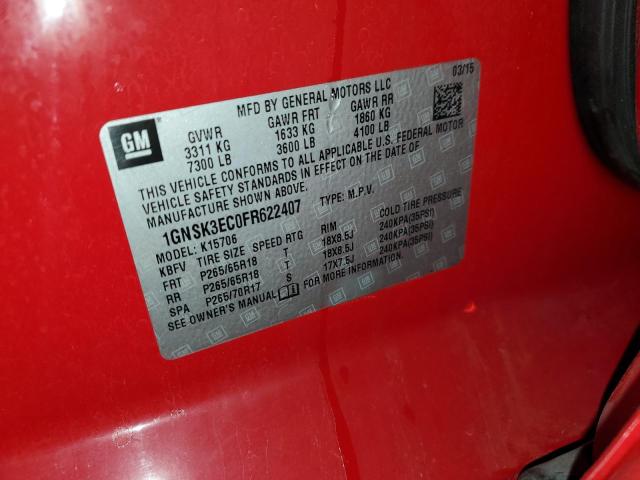 MFD BY GENERAL MOTORS LLC 03/15
GM GVWR GAWR FRT GAWR RR
3311 KG 1633 KG 1860 KG
7300 LB 3600 LB 4100 LB
THIS VEHICLE CONFORMS TO ALL APPLICABLE U.S. FEDERAL MOTOR
VEHICLE SAFETY STANDARDS IN EFFECT ON THE DATE OF
MANUFACTURE SHOWN ABOVE.
1GNSK3EC0FR622407 TYPE: M.P.V.
MODEL: K15706
KBFV TIRE SIZE SPEED RTG RIM COLD TIRE PRESSURE
FRT P265/65R18 T 18X8.5J 240KPA(35PSI)
RR P265/65R18 T 18X8.5J 240KPA(35PSI)
SPA P265/70R17 S 17X7.5J 240KPA(35PSI)
SEE OWNER'S MANUAL FOR MORE INFORMATION.